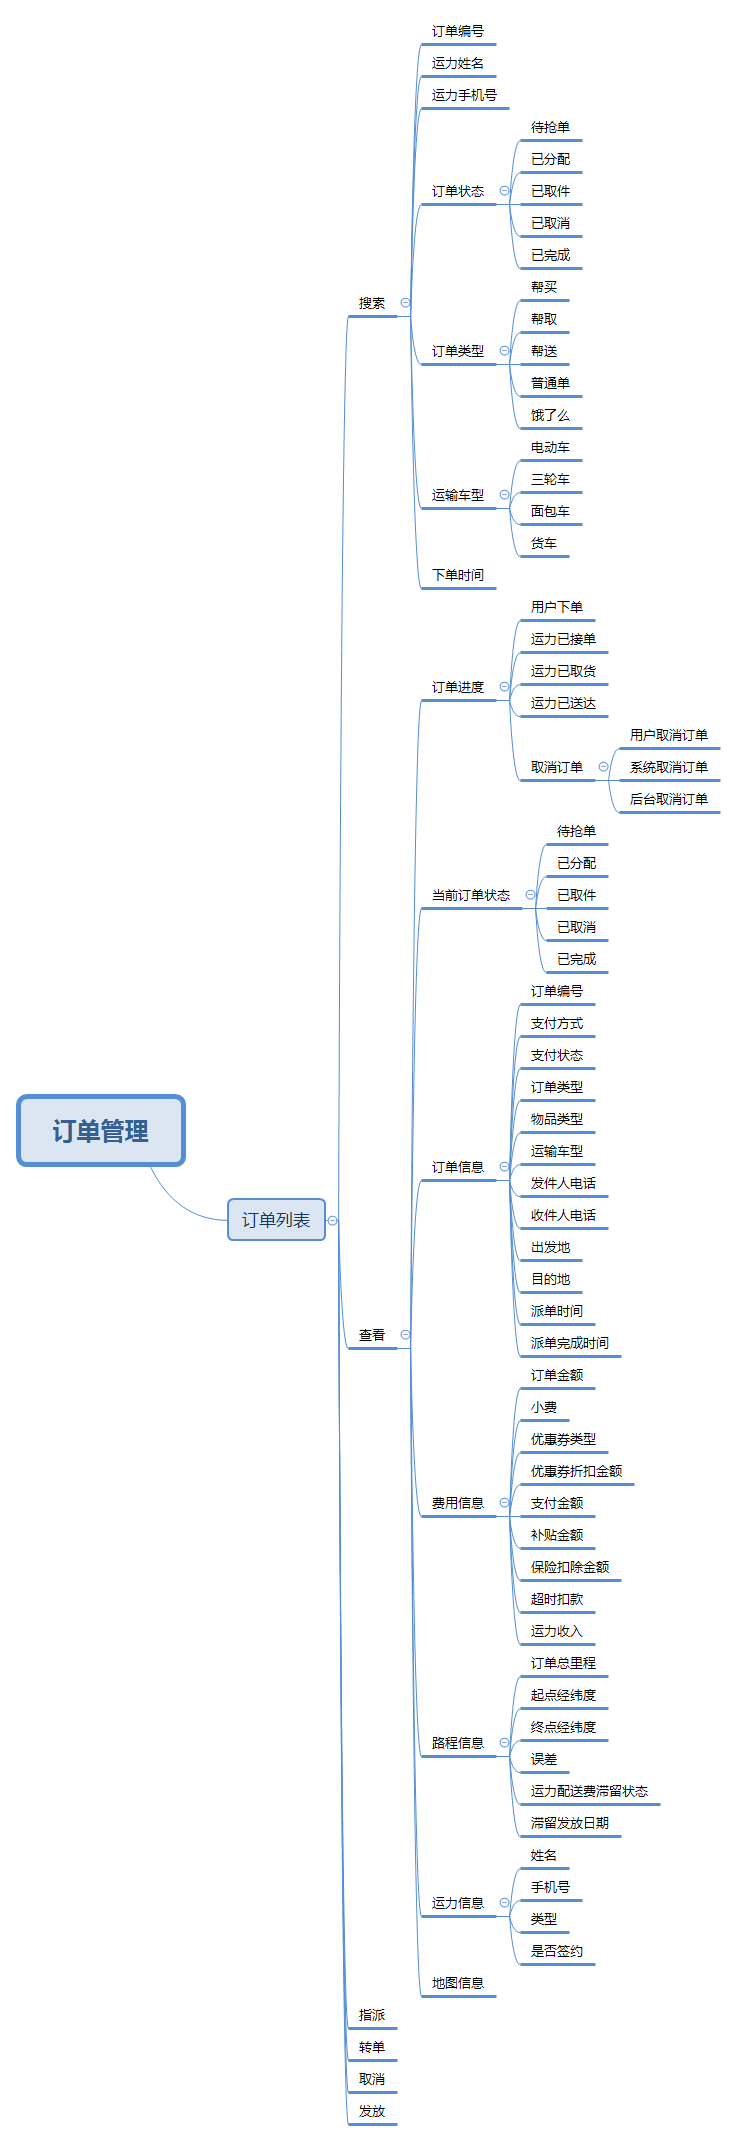 订单管理
订单列表
搜索
订单编号
运力姓名
运力手机号
订单状态
待抢单
已分配
已取件
已取消
已完成
订单类型
帮买
帮取
帮送
普通单
饿了么
运输车型
电动车
三轮车
面包车
货车
下单时间
查看
订单进度
用户下单
运力已接单
运力已取货
运力已送达
取消订单
用户取消订单
系统取消订单
后台取消订单
当前订单状态
待抢单
已分配
已取件
已取消
已完成
订单信息
订单编号
支付方式
支付状态
订单类型
物品类型
运输车型
发件人电话
收件人电话
出发地
目的地
派单时间
派单完成时间
费用信息
订单金额
小费
优惠券类型
优惠券折扣金额
支付金额
补贴金额
保险扣除金额
超时扣款
运力收入
路程信息
订单总里程
起点经纬度
终点经纬度
误差
运力配送费滞留状态
滞留发放日期
运力信息
姓名
手机号
类型
是否签约
地图信息
指派
转单
取消
发放